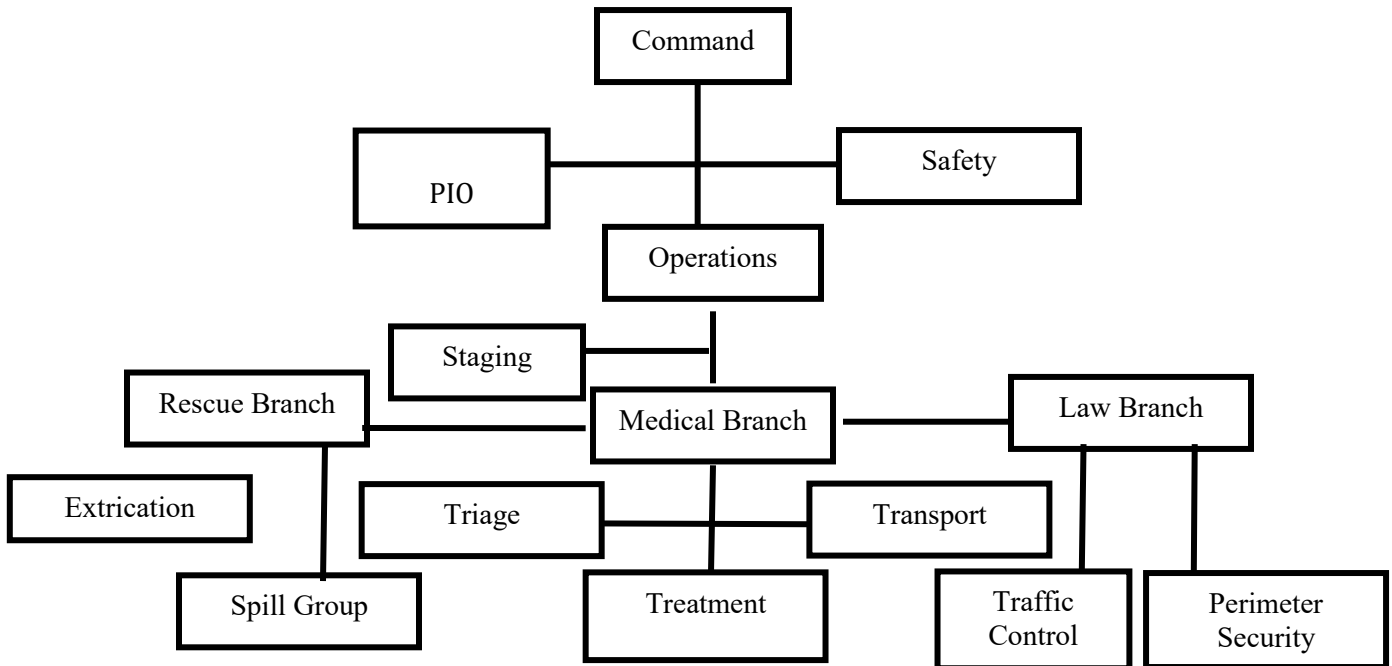 Command
PIO
Safety
Operations
Staging
Rescue Branch
Medical Branch
Law Branch
Extrication
Triage
Transport
Spill Group
Treatment
Traffic
Control
Perimeter
Security